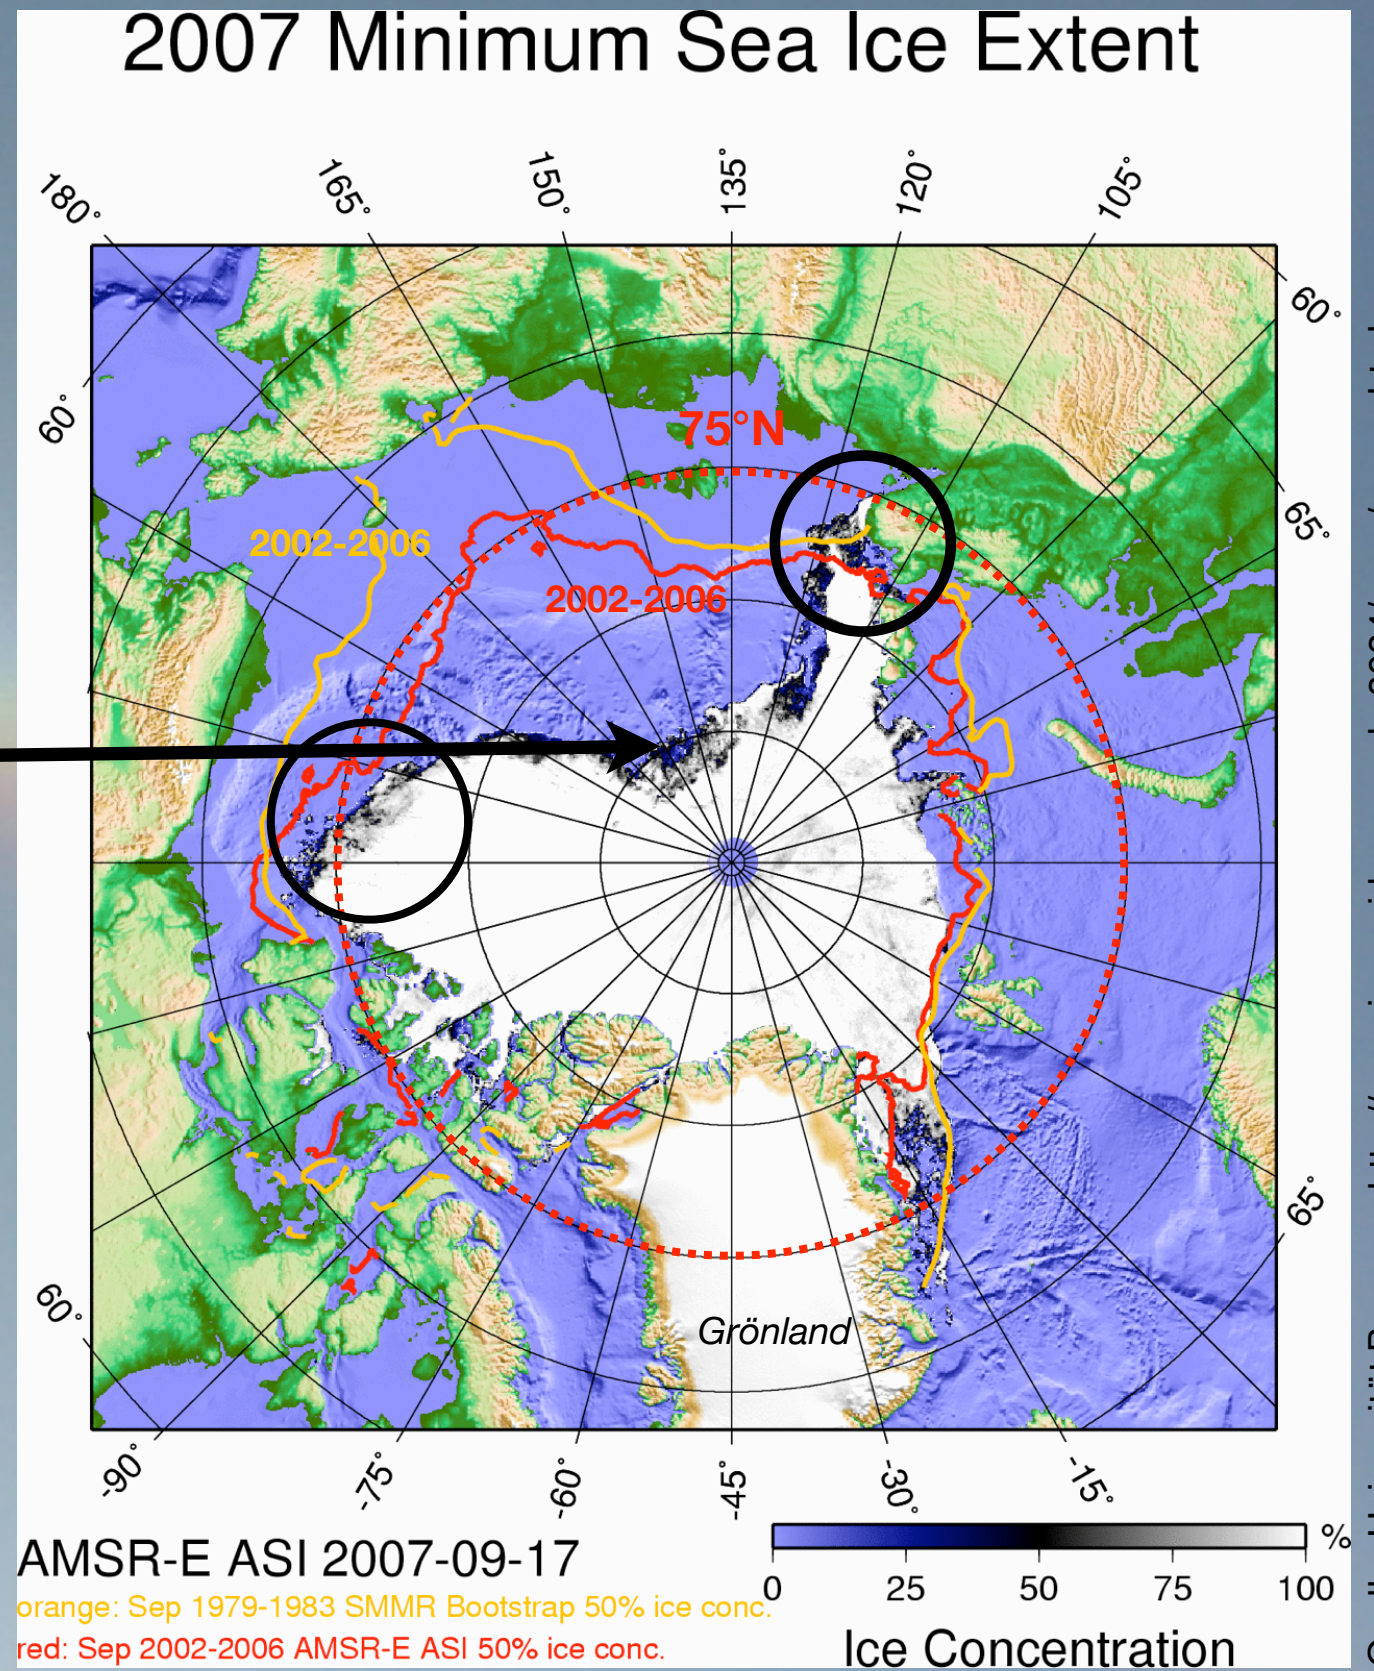 2007 Minimum Sea Ice Extent
180°
165°
150°
135°
120°
105°
60°
60°
65°
75°N
2002-2006
2002-2006
Grönland
60°
65°
-90°
-75°
-60°
-45°
-30°
-15°
%
0 25 50 75 100
Ice Concentration
AMSR-E ASI 2007-09-17
orange: Sep 1979-1983 SMMR Bootstrap 50% ice conc.
red: Sep 2002-2006 AMSR-E ASI 50% ice conc.